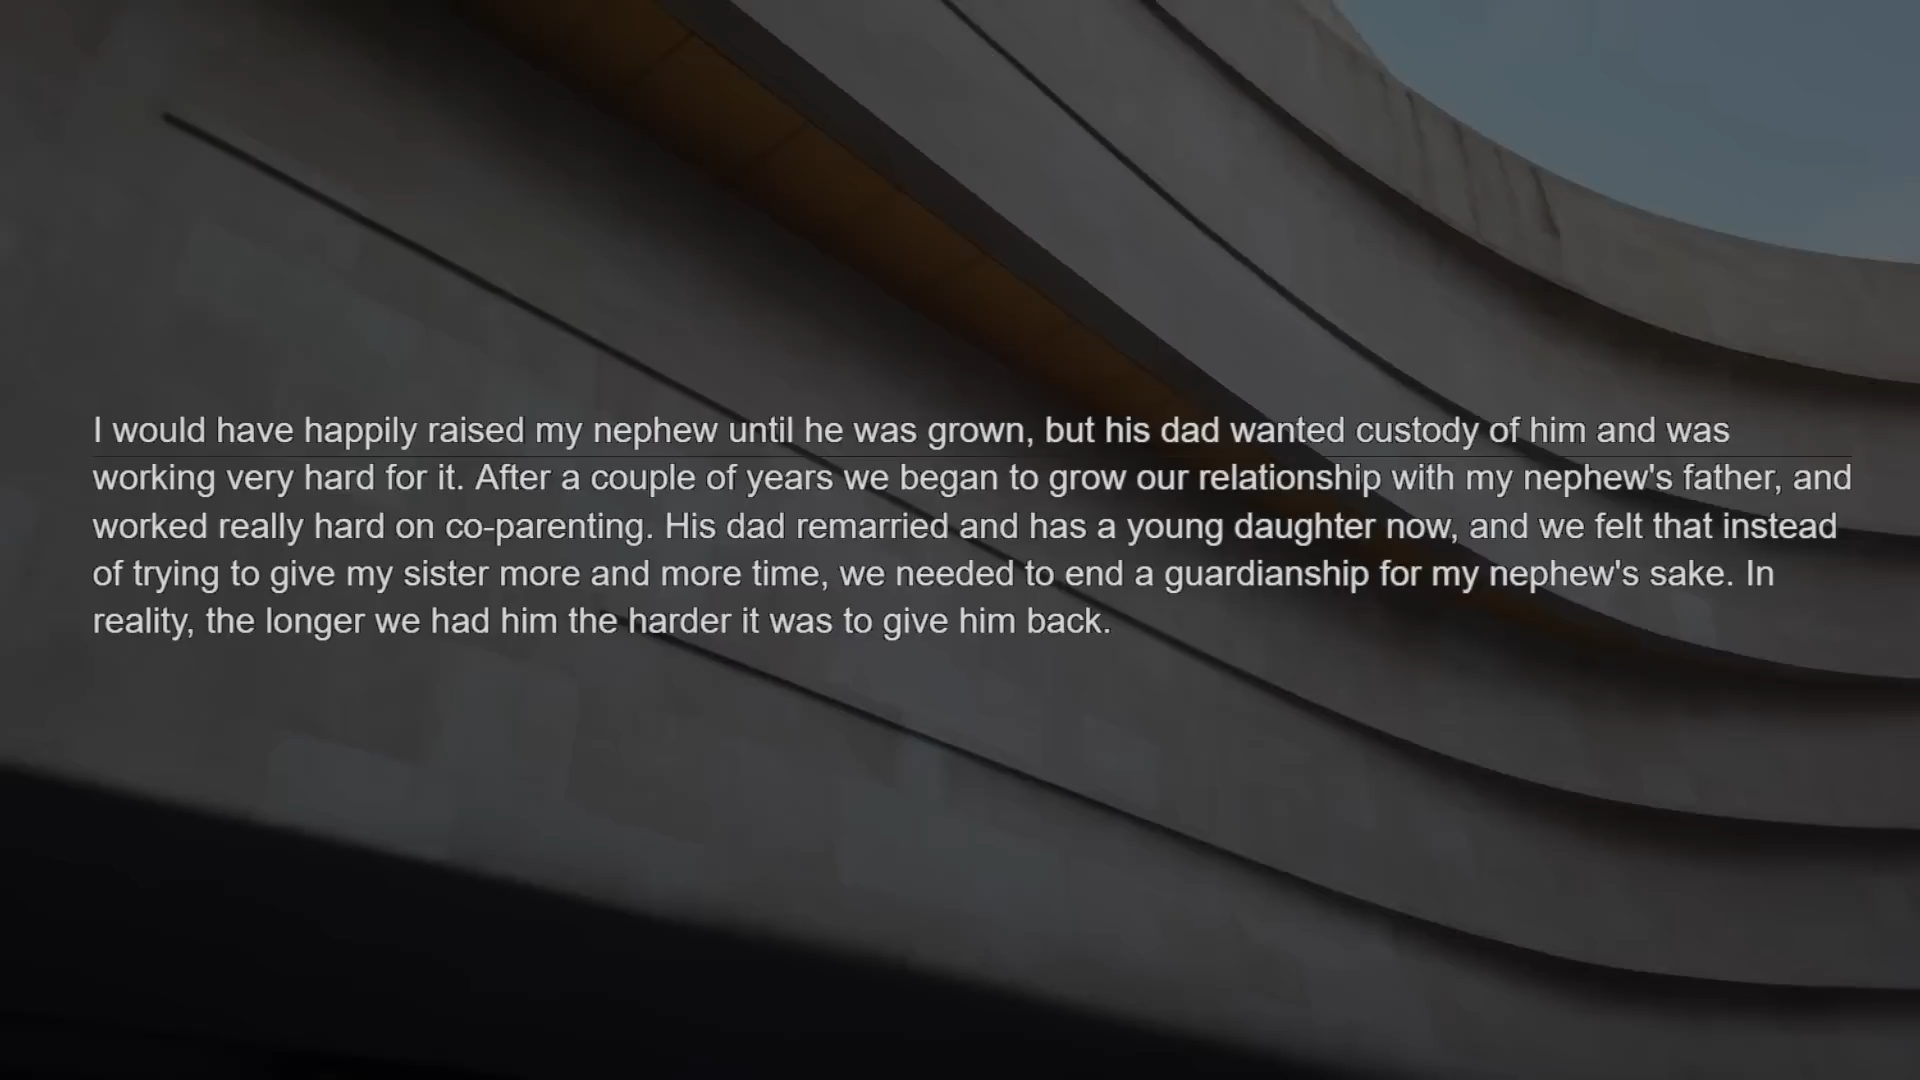 I would have happily raised my nephew until he was grown, but his dad wanted custody of him and was
working very hard for it. After a couple of years we began to grow our relationship with my nephew's father, and
worked really hard on co-parenting. His dad remarried and has a young daughter now, and we felt that instead
of trying to give my sister more and more time, we needed to end a guardianship for my nephew's sake. In
reality, the longer we had him the harder it was to give him back.